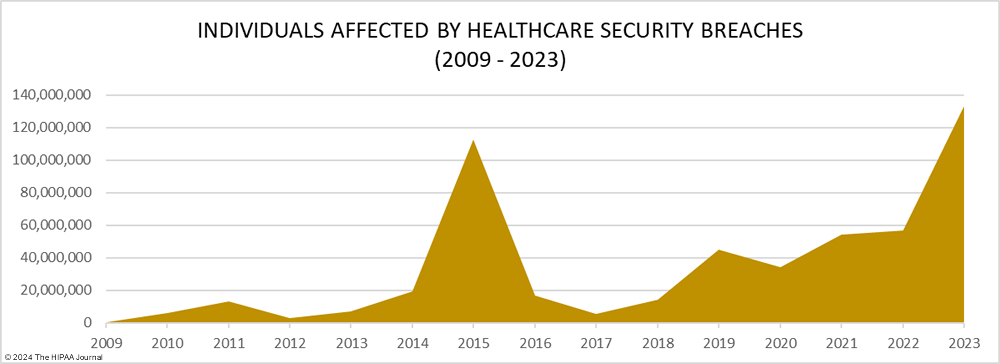 INDIVIDUALS AFFECTED BY HEALTHCARE SECURITY BREACHES
(2009 - 2023)
140,000,000
120,000,000
100,000,000
80,000,000
60,000,000
40,000,000
20,000,000
0
2009 2010 2011 2012 2013 2014 2015 2016 2017 2018 2019 2020 2021 2022 2023
© 2024 The HIPAA Journal